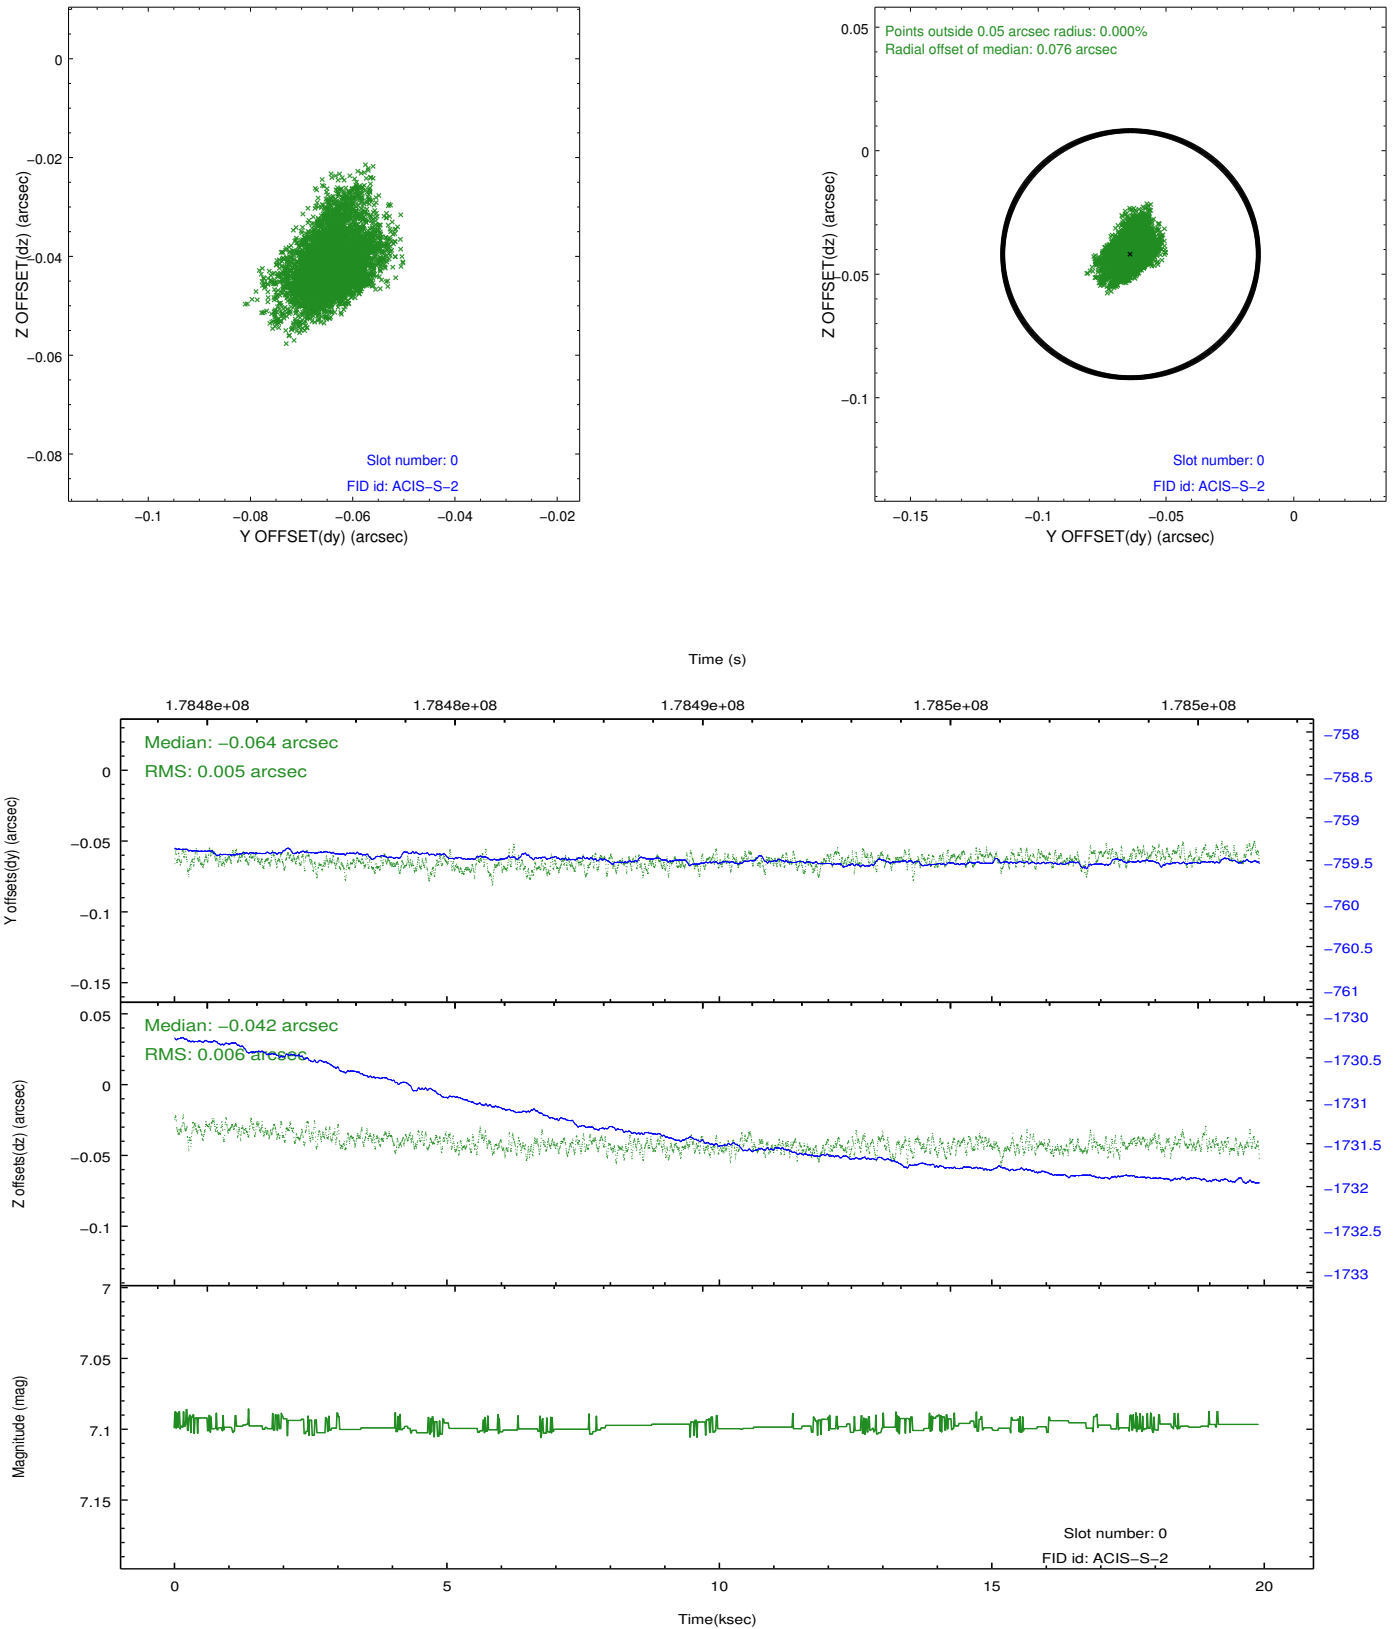 0
−0.02
−0.04
−0.06
−0.08
Z OFFSET(dz) (arcsec)
Slot number: 0
FID id: ACIS−S−2
−0.1
−0.08
−0.06
−0.04
−0.02
Y OFFSET(dy) (arcsec)
Points outside 0.05 arcsec radius: 0.000%
Radial offset of median: 0.076 arcsec
0.05
0
−0.05
−0.1
Z OFFSET(dz) (arcsec)
Slot number: 0
FID id: ACIS−S−2
−0.15
−0.1
−0.05
0
Y OFFSET(dy) (arcsec)
Time (s)
1.7848e+08
1.7848e+08
1.7849e+08
1.785e+08
1.785e+08
Median: −0.064 arcsec
RMS: 0.005 arcsec
0
−0.05
−0.1
−0.15
Y offsets(dy) (arcsec)
−758
−758.5
−759
−759.5
−760
−760.5
−761
Median: −0.042 arcsec
RMS: 0.006 arcsec
0.05
0
−0.05
−0.1
Z offsets(dz) (arcsec)
−1730
−1730.5
−1731
−1731.5
−1732
−1732.5
−1733
7
7.05
7.1
7.15
Magnitude (mag)
Slot number: 0
FID id: ACIS−S−2
0
5
10
15
20
Time(ksec)